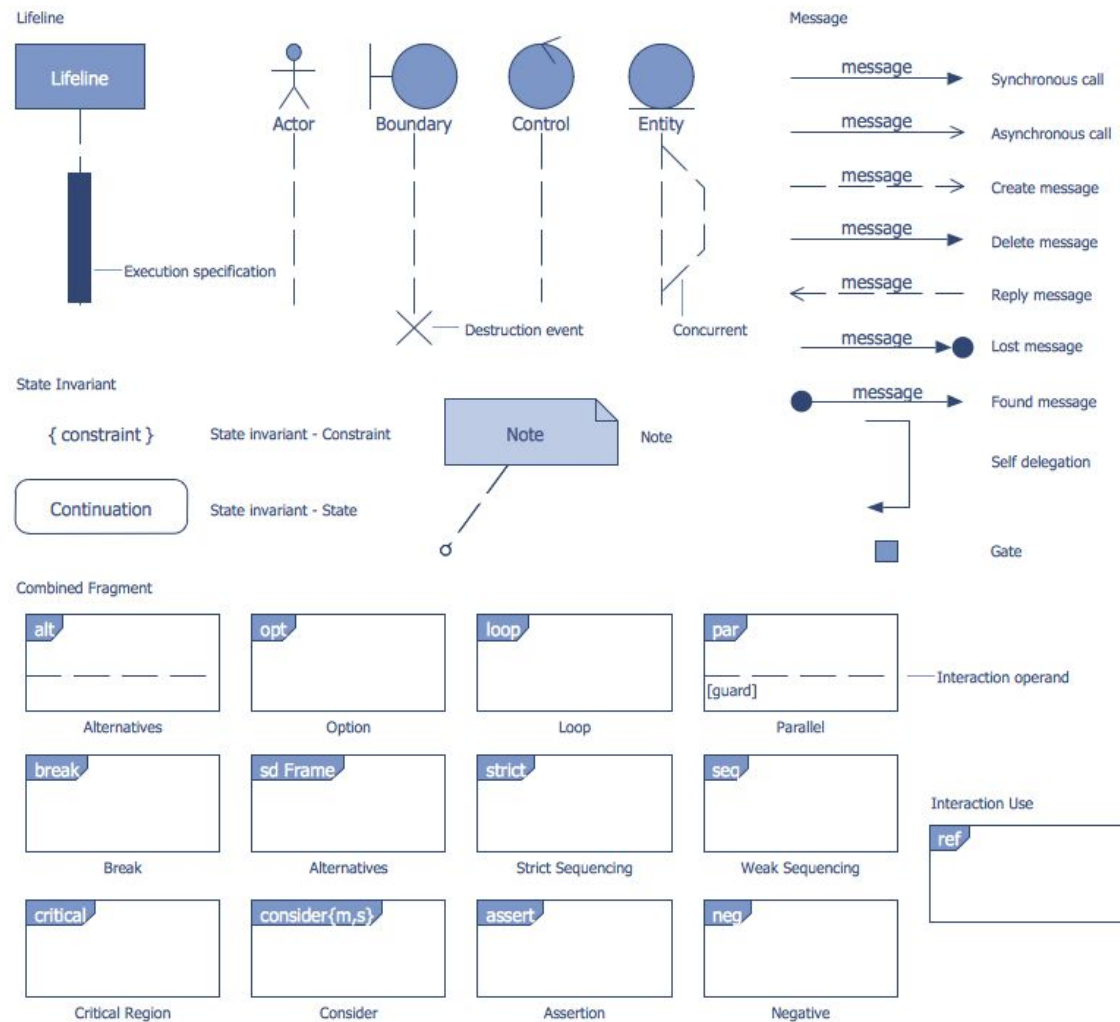 Lifeline
Message
Lifeline
Actor
Boundary
Control
Entity
Execution specification
Destruction event
Concurrent
message
Synchronous call
message
Asynchronous call
message
Create message
message
Delete message
message
Reply message
message
Lost message
message
Found message
Self delegation
Gate
State Invariant
{ constraint }
State invariant - Constraint
Note
Note
Continuation
State invariant - State
Combined Fragment
alt
opt
loop
par
[guard]
Interaction operand
Alternatives
Option
Loop
Parallel
break
sd Frame
strict
seq
Break
Alternatives
Strict Sequencing
Weak Sequencing
Interaction Use
ref
critical
consider{m,s}
assert
neg
Critical Region
Consider
Assertion
Negative